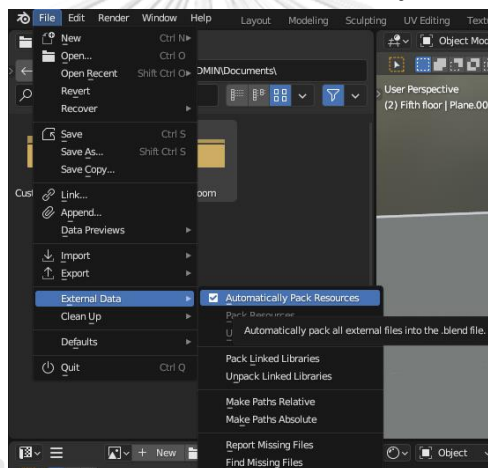 File Edit Render Window Help Layout Modeling Sculpting UV Editing
New Ctrl N
Open... Ctrl O
Open Recent Shift Ctrl O
Revert
Recover
Save Ctrl S
Save As... Shift Ctrl S
Save Copy...
Link...
Append...
Data Previews
Import
Export
External Data
Clean Up
Defaults
Quit Ctrl Q
DMIN\Documents\
Cust
oom
Object Mod
User Perspective
(2) Fifth floor | Plane.00
Automatically Pack Resources
Pack Resources
Automatically pack all external files into the .blend file.
Pack Linked Libraries
Unpack Linked Libraries
Make Paths Relative
Make Paths Absolute
Report Missing Files
Find Missing Files
+ New
Object